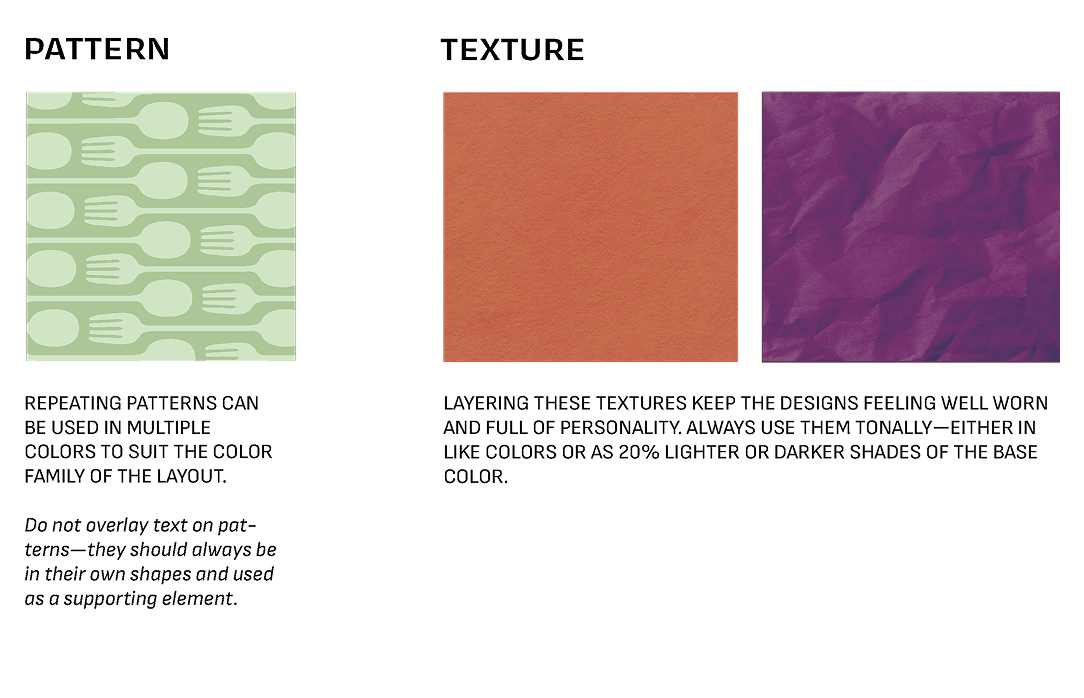 PATTERN
REPEATING PATTERNS CAN
BE USED IN MULTIPLE
COLORS TO SUIT THE COLOR
FAMILY OF THE LAYOUT.
Do not overlay text on pat-
terns—they should always be
in their own shapes and used
as a supporting element.
TEXTURE
LAYERING THESE TEXTURES KEEP THE DESIGNS FEELING WELL WORN
AND FULL OF PERSONALITY. ALWAYS USE THEM TONALLY—EITHER IN
LIKE COLORS OR AS 20% LIGHTER OR DARKER SHADES OF THE BASE
COLOR.